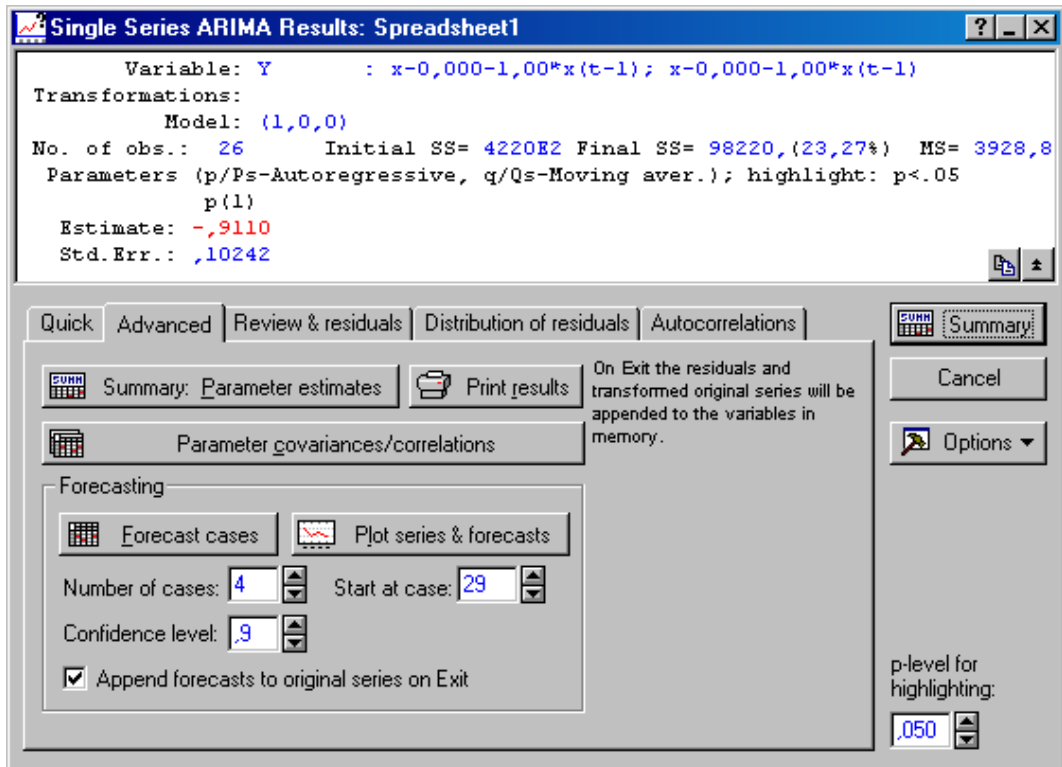 Single Series ARIMA Results: Spreadsheet1
Variable: Y : x-0,000-1,00*x(t-1); x-0,000-1,00*x(t-1)
Transformations:
Model: (1,0,0)
No. of obs.: 26 Initial SS= 4220E2 Final SS= 98220,(23,27%) MS= 3928,8
Parameters (p/Ps-Autoregressive, q/Qs-Moving aver.); highlight: p<.05
p(1)
Estimate: -,9110
Std.Err.: ,10242
Quick Advanced Review & residuals Distribution of residuals Autocorrelations
SUMM Summary
SUMM Summary: Parameter estimates
Print results
On Exit the residuals and
transformed original series will be
appended to the variables in
memory.
Cancel
Parameter covariances/correlations
Options
Forecasting
Forecast cases
Plot series & forecasts
Number of cases: 4 Start at case: 29
Confidence level: ,9
Append forecasts to original series on Exit
p-level for
highlighting:
,050